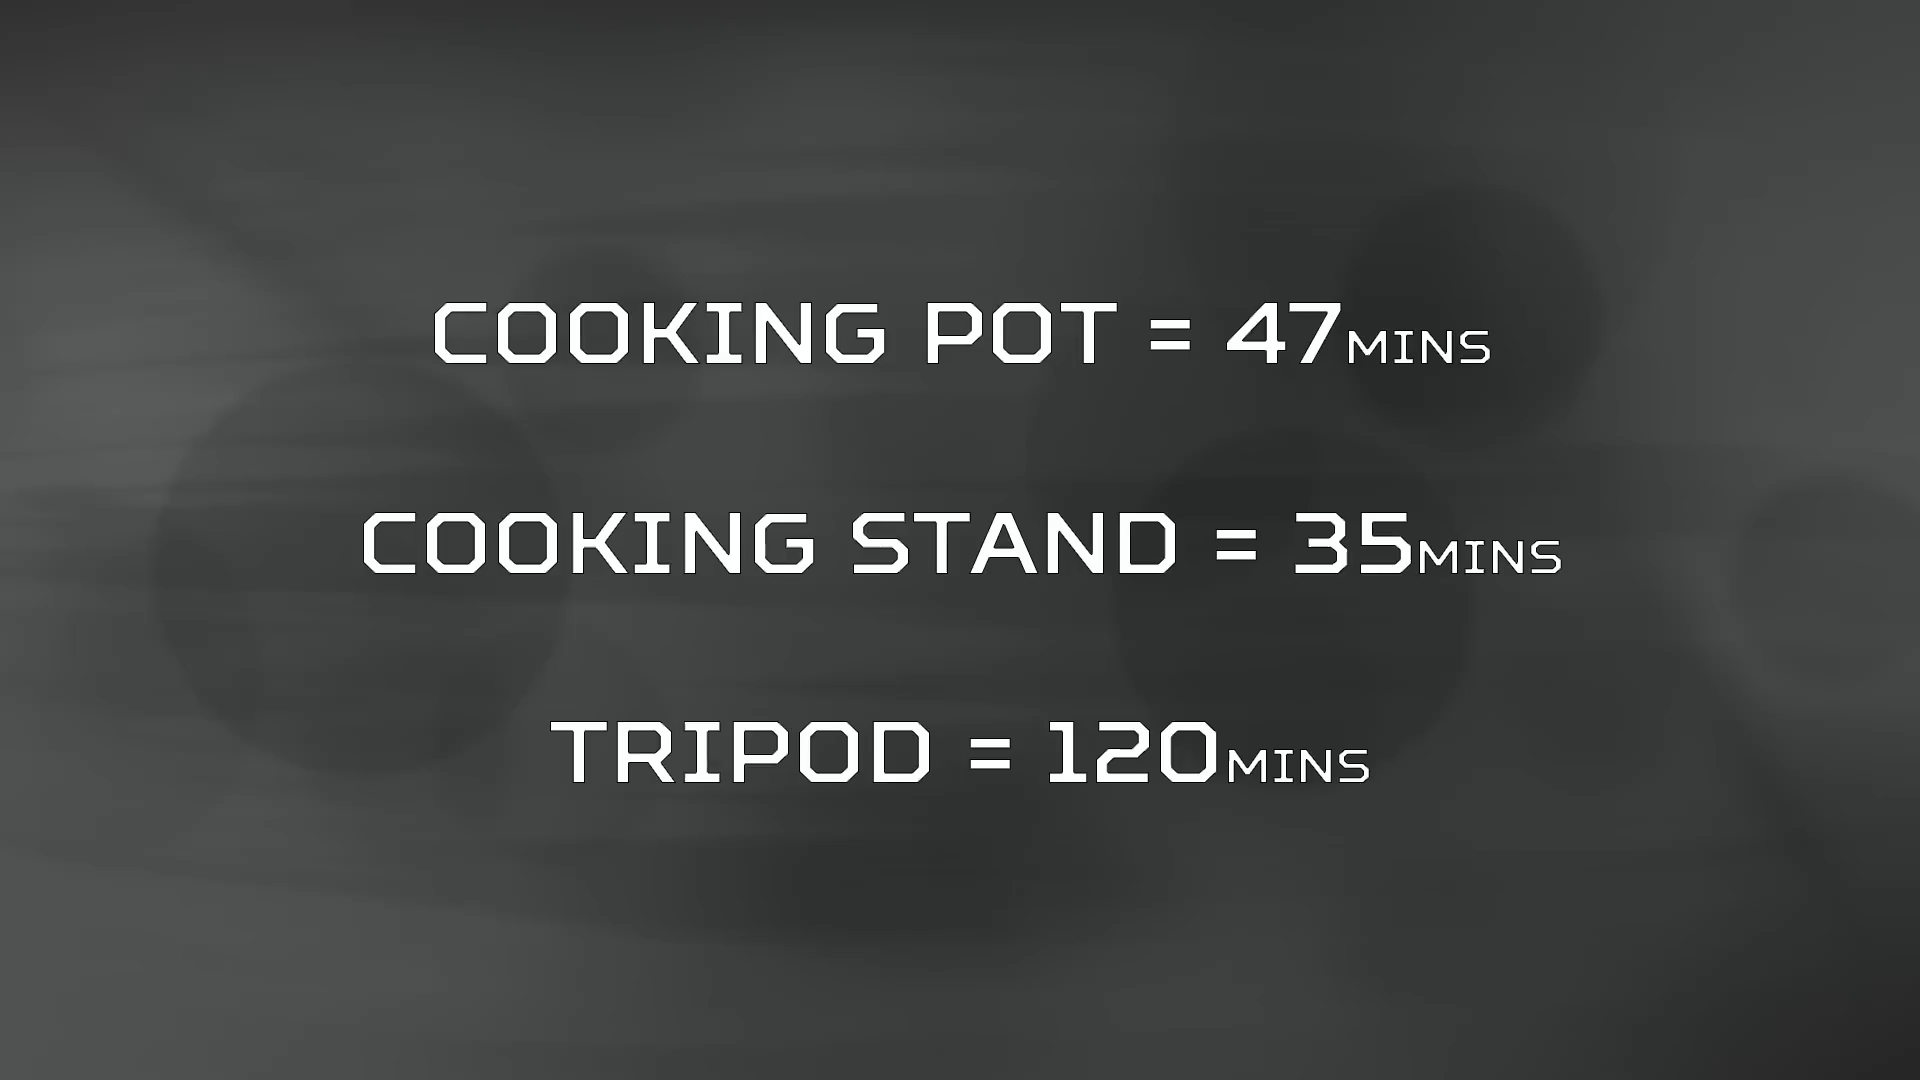 COOKING POT = 47MINS
COOKING STAND = 35MINS
TRIPOD = 120MINS